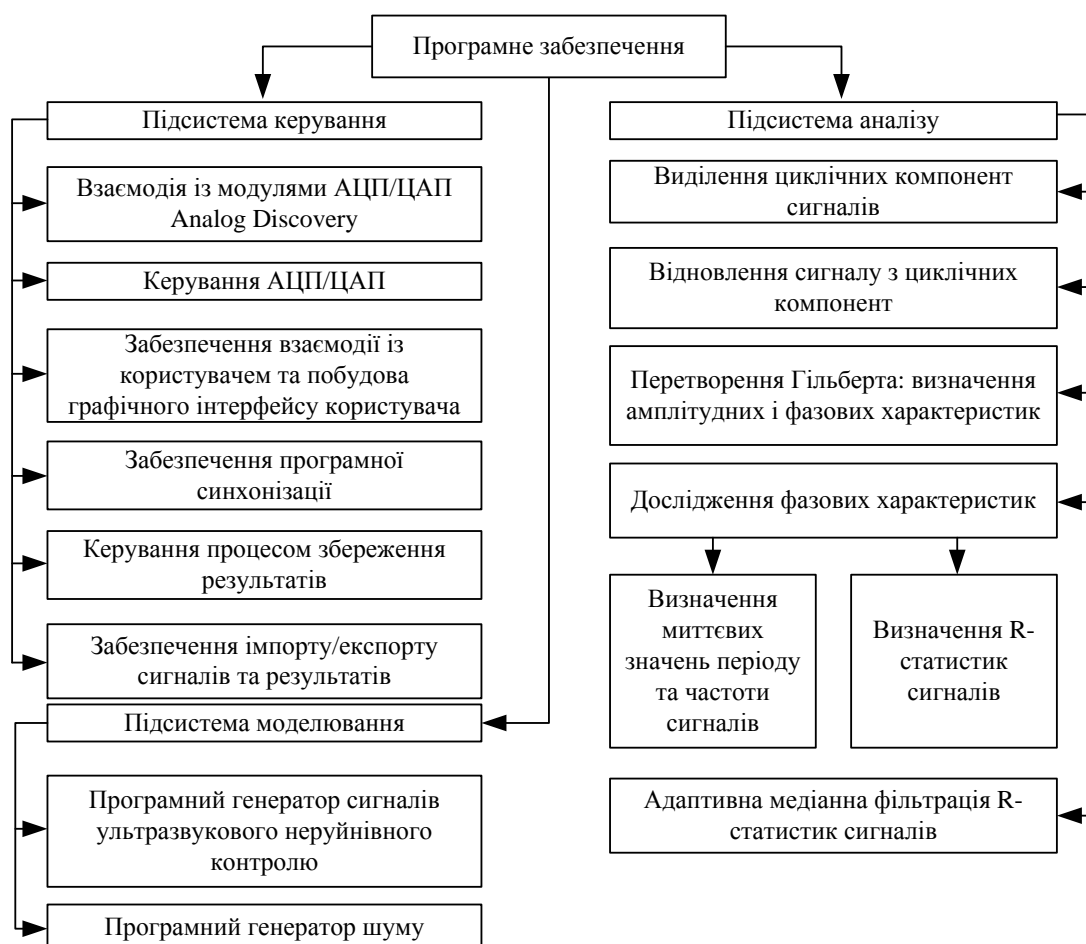 Програмне забезпечення
Підсистема керування
Взаємодія із модулями АЦП/ЦАП
Analog Discovery
Керування АЦП/ЦАП
Забезпечення взаємодії із
користувачем та побудова
графічного інтерфейсу користувача
Забезпечення програмної
синхонізації
Керування процесом збереження
результатів
Забезпечення імпорту/експорту
сигналів та результатів
Підсистема моделювання
Програмний генератор сигналів
ультразвукового неруйнівного
контролю
Програмний генератор шуму
Підсистема аналізу
Виділення циклічних компонент
сигналів
Відновлення сигналу з циклічних
компонент
Перетворення Гільберта: визначення
амплітудних і фазових характеристик
Дослідження фазових характеристик
Визначення
миттєвих
значень періоду
та частоти
сигналів
Визначення R-
статистик
сигналів
Адаптивна медіанна фільтрація R-
статистик сигналів